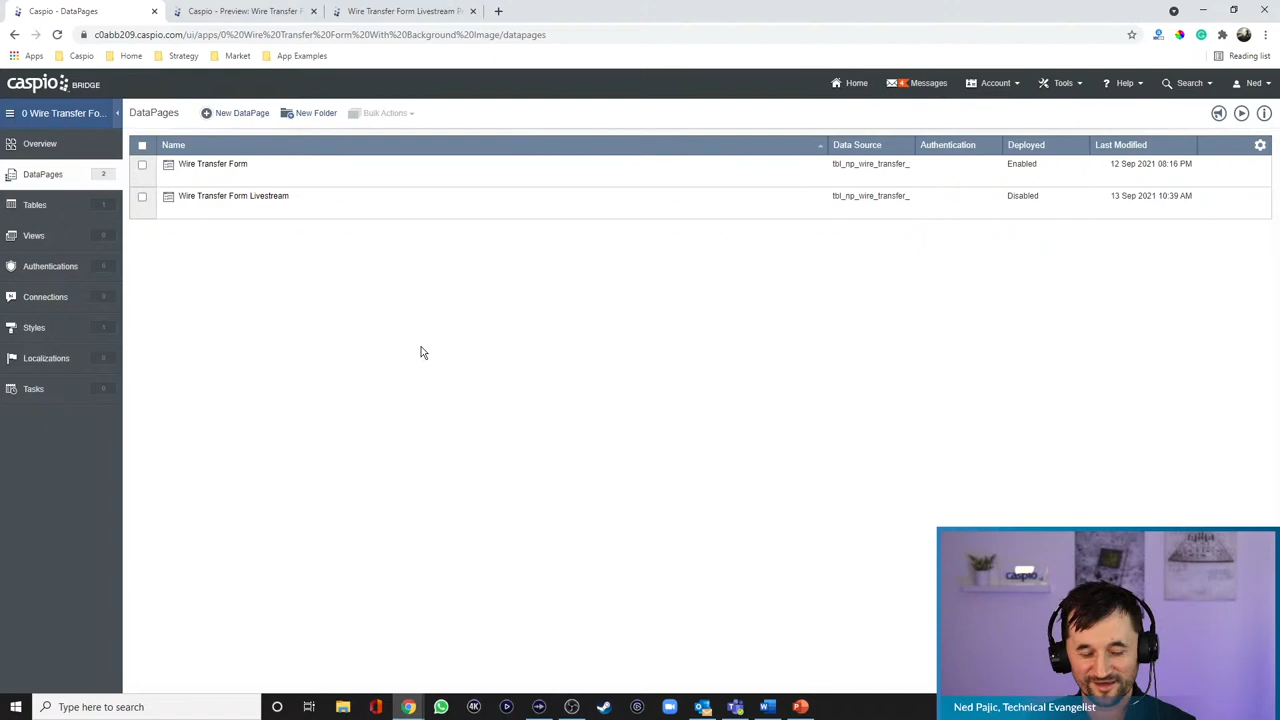 Caspio - DataPages
Caspio - Preview: Wire Transfer F
Wire Transfer Form Livestream P
c0abb209.caspio.com/ui/apps/0%20Wire%20Transfer%20Form%20With%20Background%20Image/datapages
Apps Caspio Home Strategy Market App Examples Reading list
caspio BRIDGE Home Messages Account Tools Help Search Ned
0 Wire Transfer Fo... DataPages New DataPage New Folder Bulk Actions
Overview
DataPages 2
Tables 1
Views 0
Authentications 0
Connections 0
Styles 1
Localizations 0
Tasks 0
Name Data Source Authentication Deployed Last Modified
Wire Transfer Form tbl_np_wire_transfer_ Enabled 12 Sep 2021 08:16 PM
Wire Transfer Form Livestream tbl_np_wire_transfer_ Disabled 13 Sep 2021 10:39 AM
caspio
Ned Pajic, Technical Evangelist
Type here to search
4K